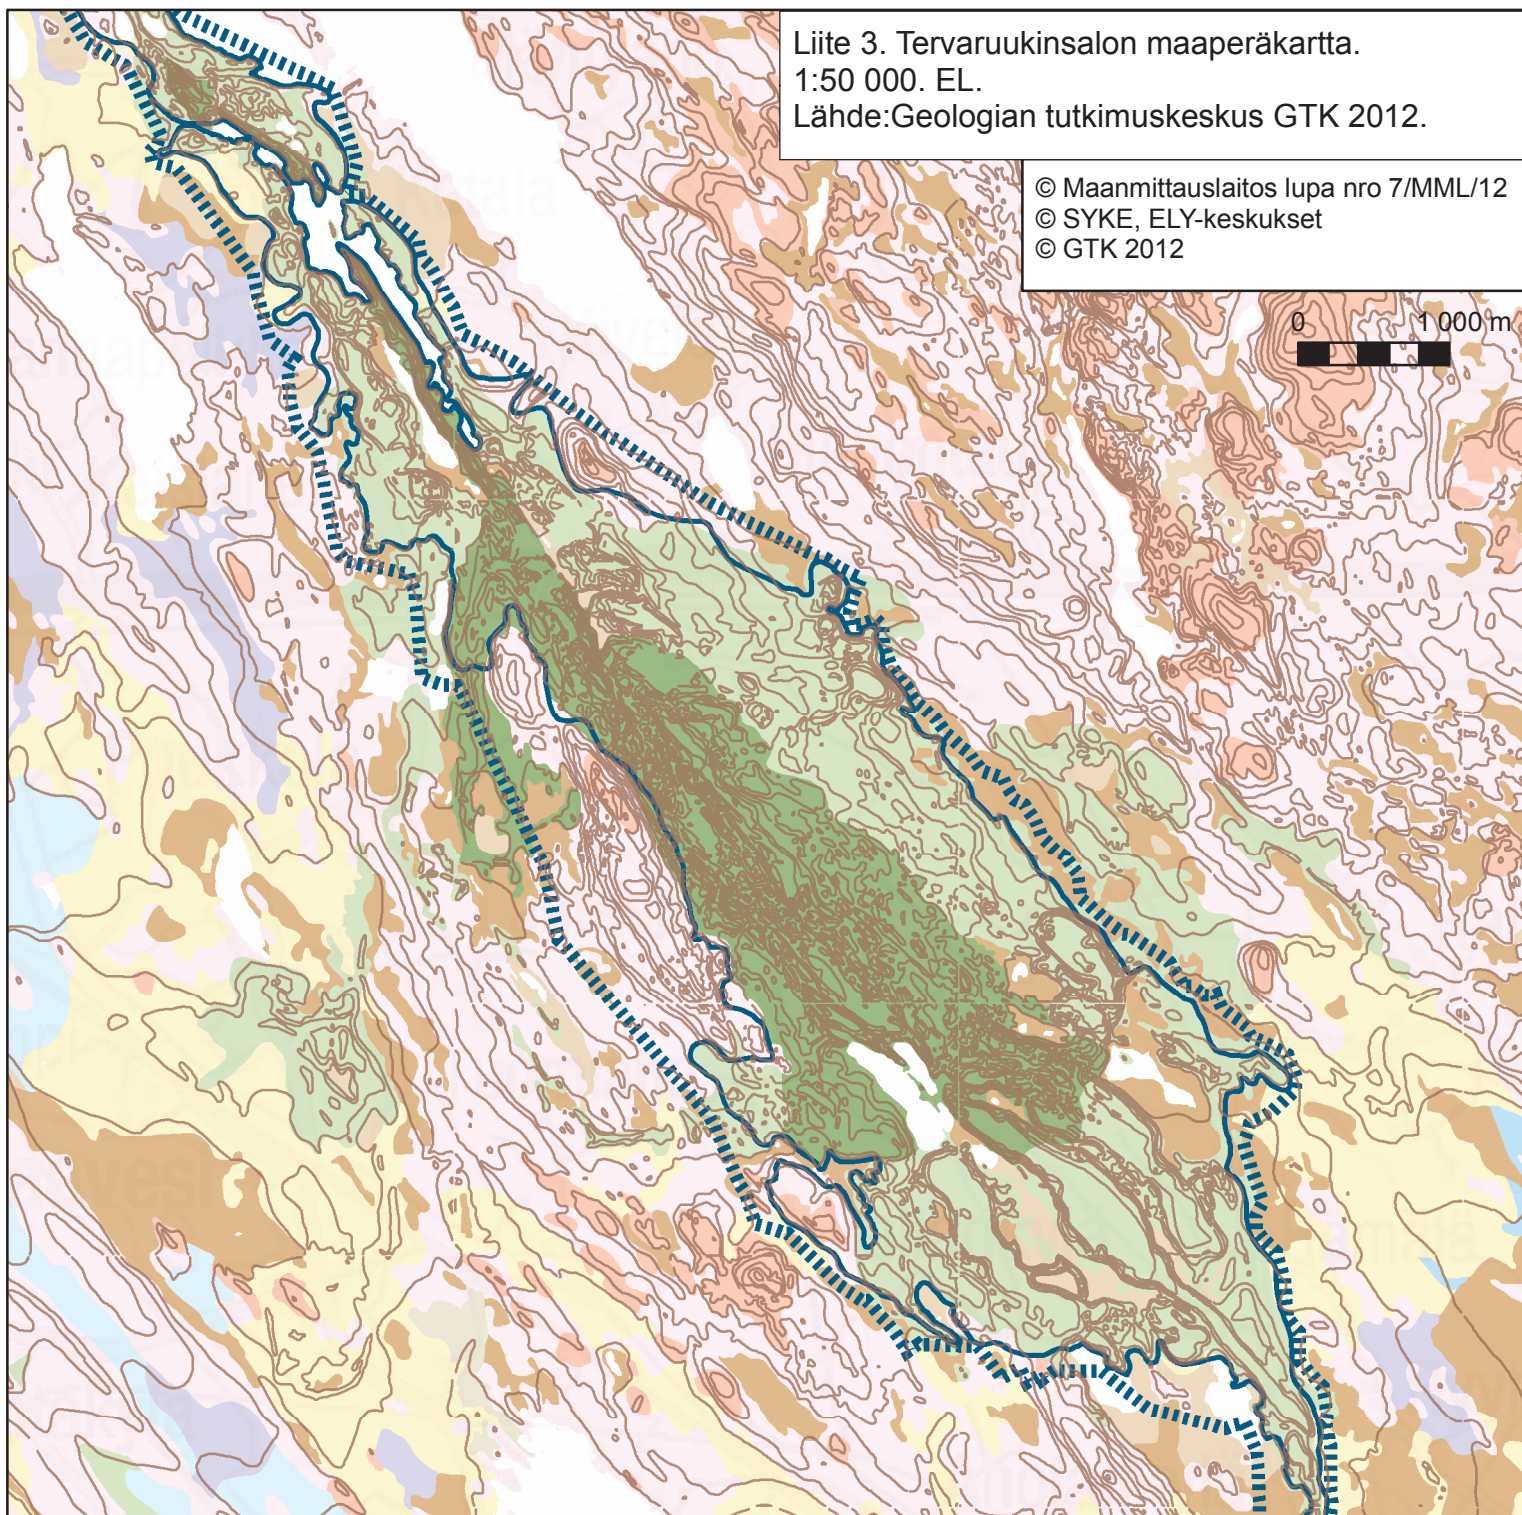 Liite 3. Tervaruukinsalon maaperäkartta.
1:50 000. EL.
Lähde:Geologian tutkimuskeskus GTK 2012.
© Maanmittauslaitos lupa nro 7/MML/12
© SYKE, ELY-keskukset
© GTK 2012
0 1 000 m